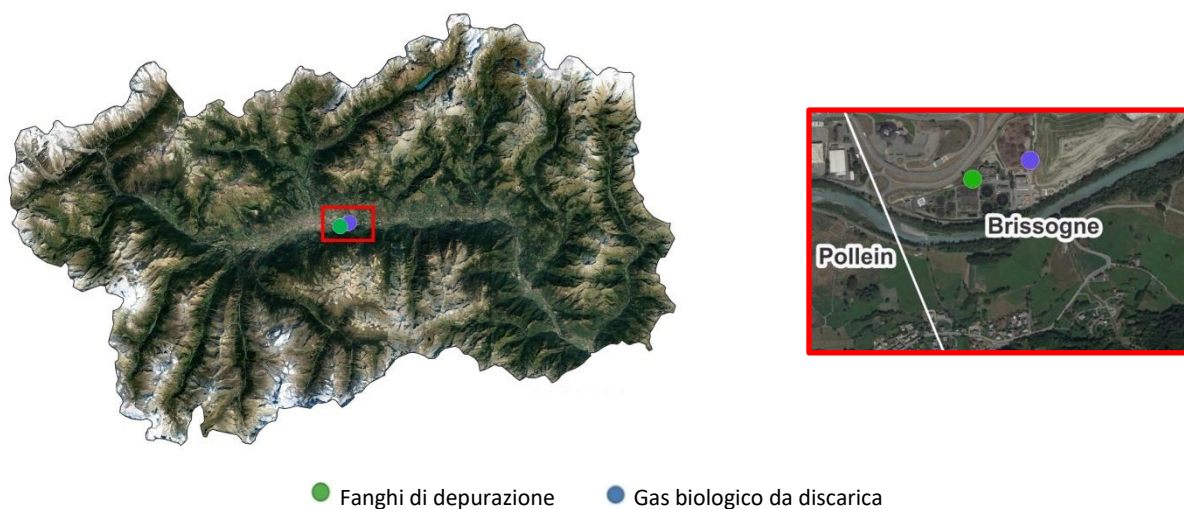 Brissogne
Pollein
Fanghi di depurazione
Gas biologico da discarica